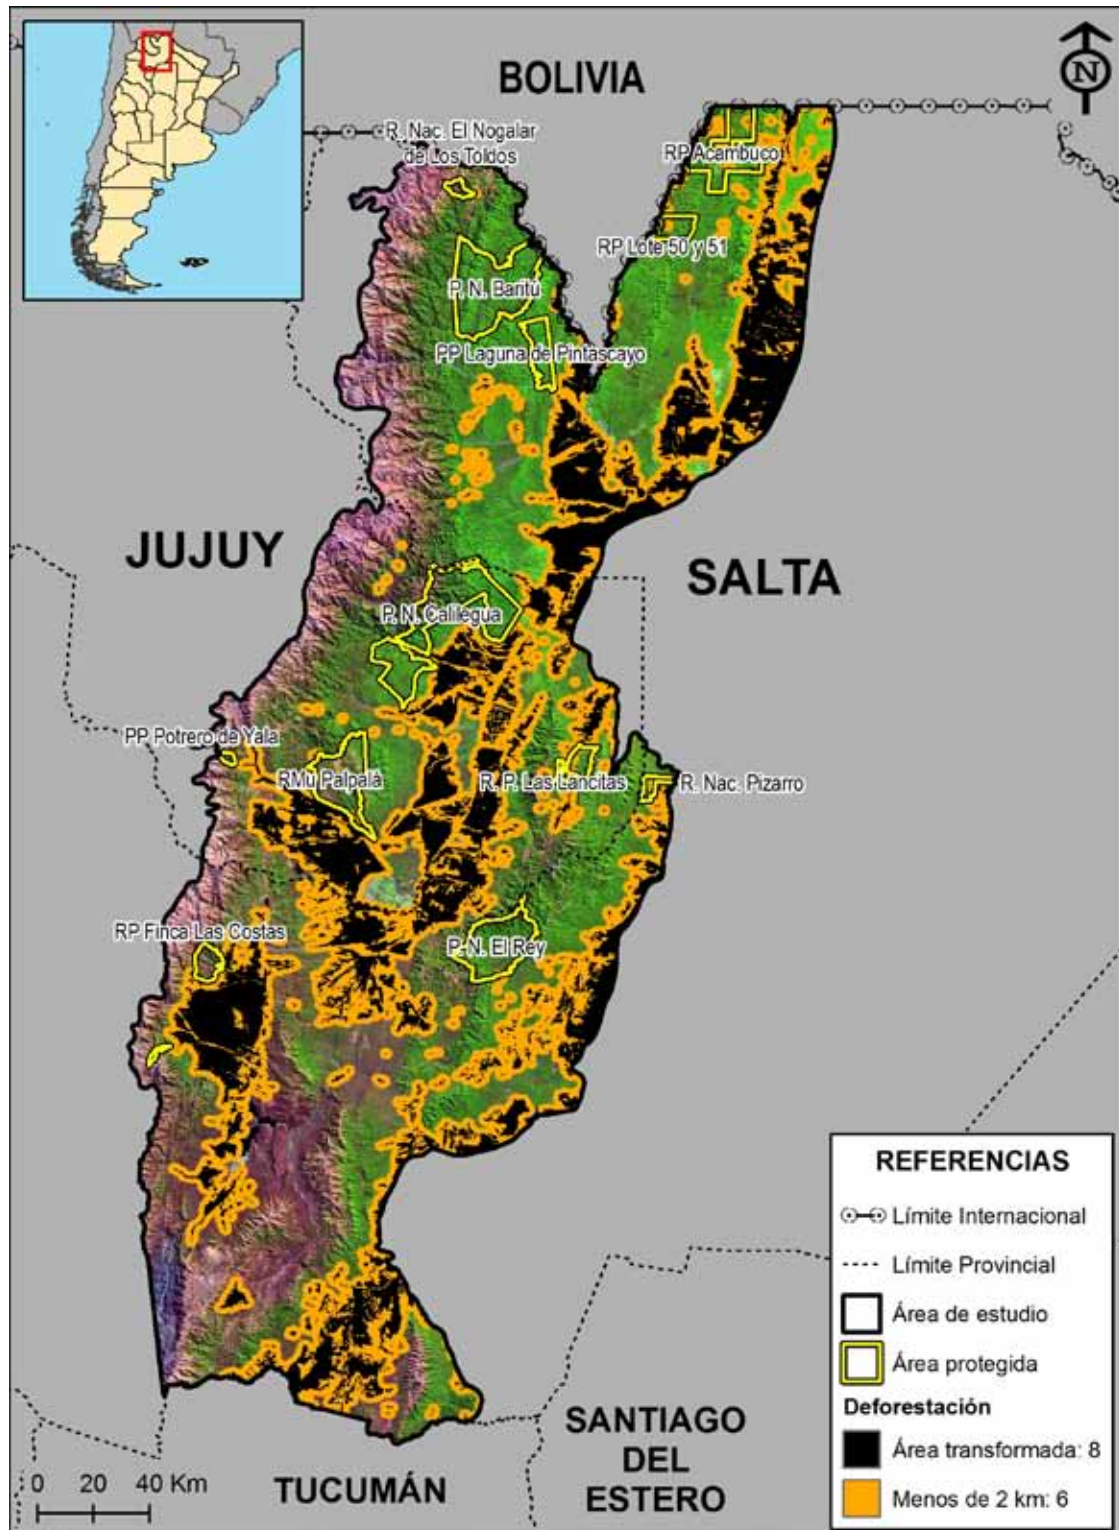 BOLIVIA
N
R. Nac. El Nogalar
de Los Toldos
RP Acambuco
RP Lote 50 y 51
P. N. Baritú
PP Laguna de Pintascayo
JUJUY
SALTA
P. N. Calilegua
PP Potrero de Yala
RMu Palpalá
R. P. Las Lancitas
R. Nac. Pizarro
RP Finca Las Costas
P. N. El Rey
REFERENCIAS
Límite Internacional
Límite Provincial
Área de estudio
Área protegida
Deforestación
Área transformada: 8
Menos de 2 km: 6
SANTIAGO
DEL
ESTERO
TUCUMÁN
0 20 40 Km